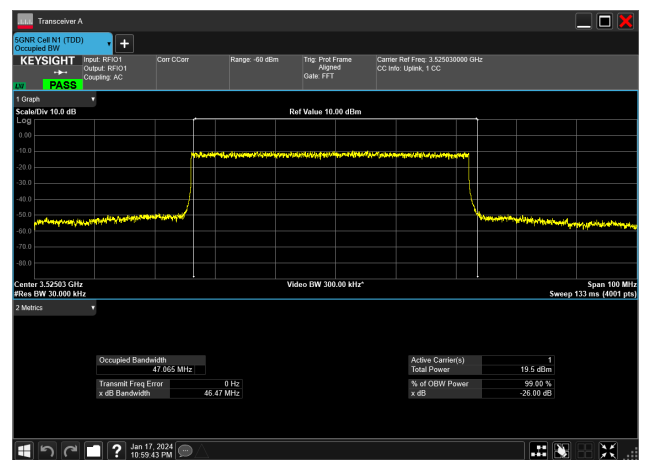 Transceiver A
5GNR Cell N1 (TDD)
Occupied BW
KEYSIGHT
Input: RFIO1
Output: RFIO1
Coupling: AC
Corr CCorr
Range: -60 dBm
Trig: Prot Frame
Aligned
Gate: FFT
Carrier Ref Freq: 3.525030000 GHz
CC Info: Uplink, 1 CC
PASS
1 Graph
Scale/Div 10.0 dB
Ref Value 10.00 dBm
Log
0.00
-10.0
-20.0
-30.0
-40.0
-50.0
-60.0
-70.0
-80.0
Center 3.52503 GHz
Video BW 300.00 kHz*
Span 100 MHz
#Res BW 30.000 kHz
Sweep 133 ms (4001 pts)
2 Metrics
Occupied Bandwidth
47.065 MHz
Active Carrier(s) 1
Total Power 19.5 dBm
Transmit Freq Error 0 Hz
x dB Bandwidth 46.47 MHz
% of OBW Power 99.00 %
x dB -26.00 dB
Jan 17, 2024
10:59:43 PM